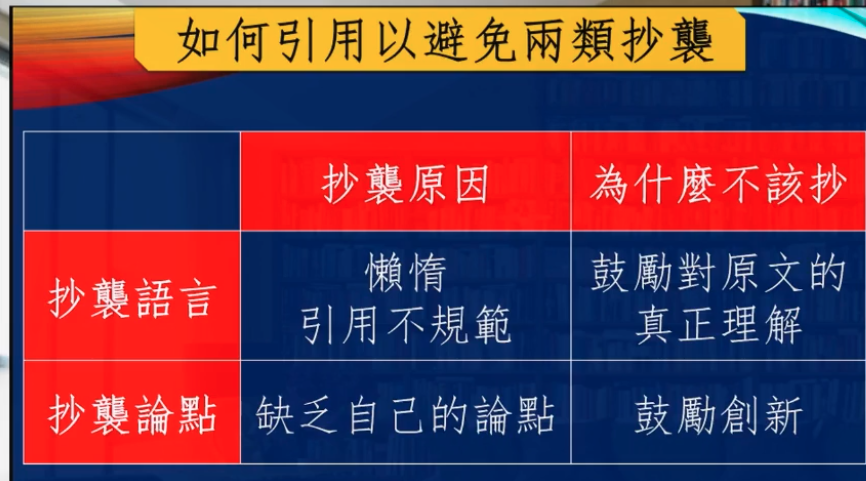 如何引用以避免兩類抄襲
抄襲原因
為什麼不該抄
抄襲語言
懶惰
引用不規範
鼓勵對原文的
真正理解
抄襲論點
缺乏自己的論點
鼓勵創新